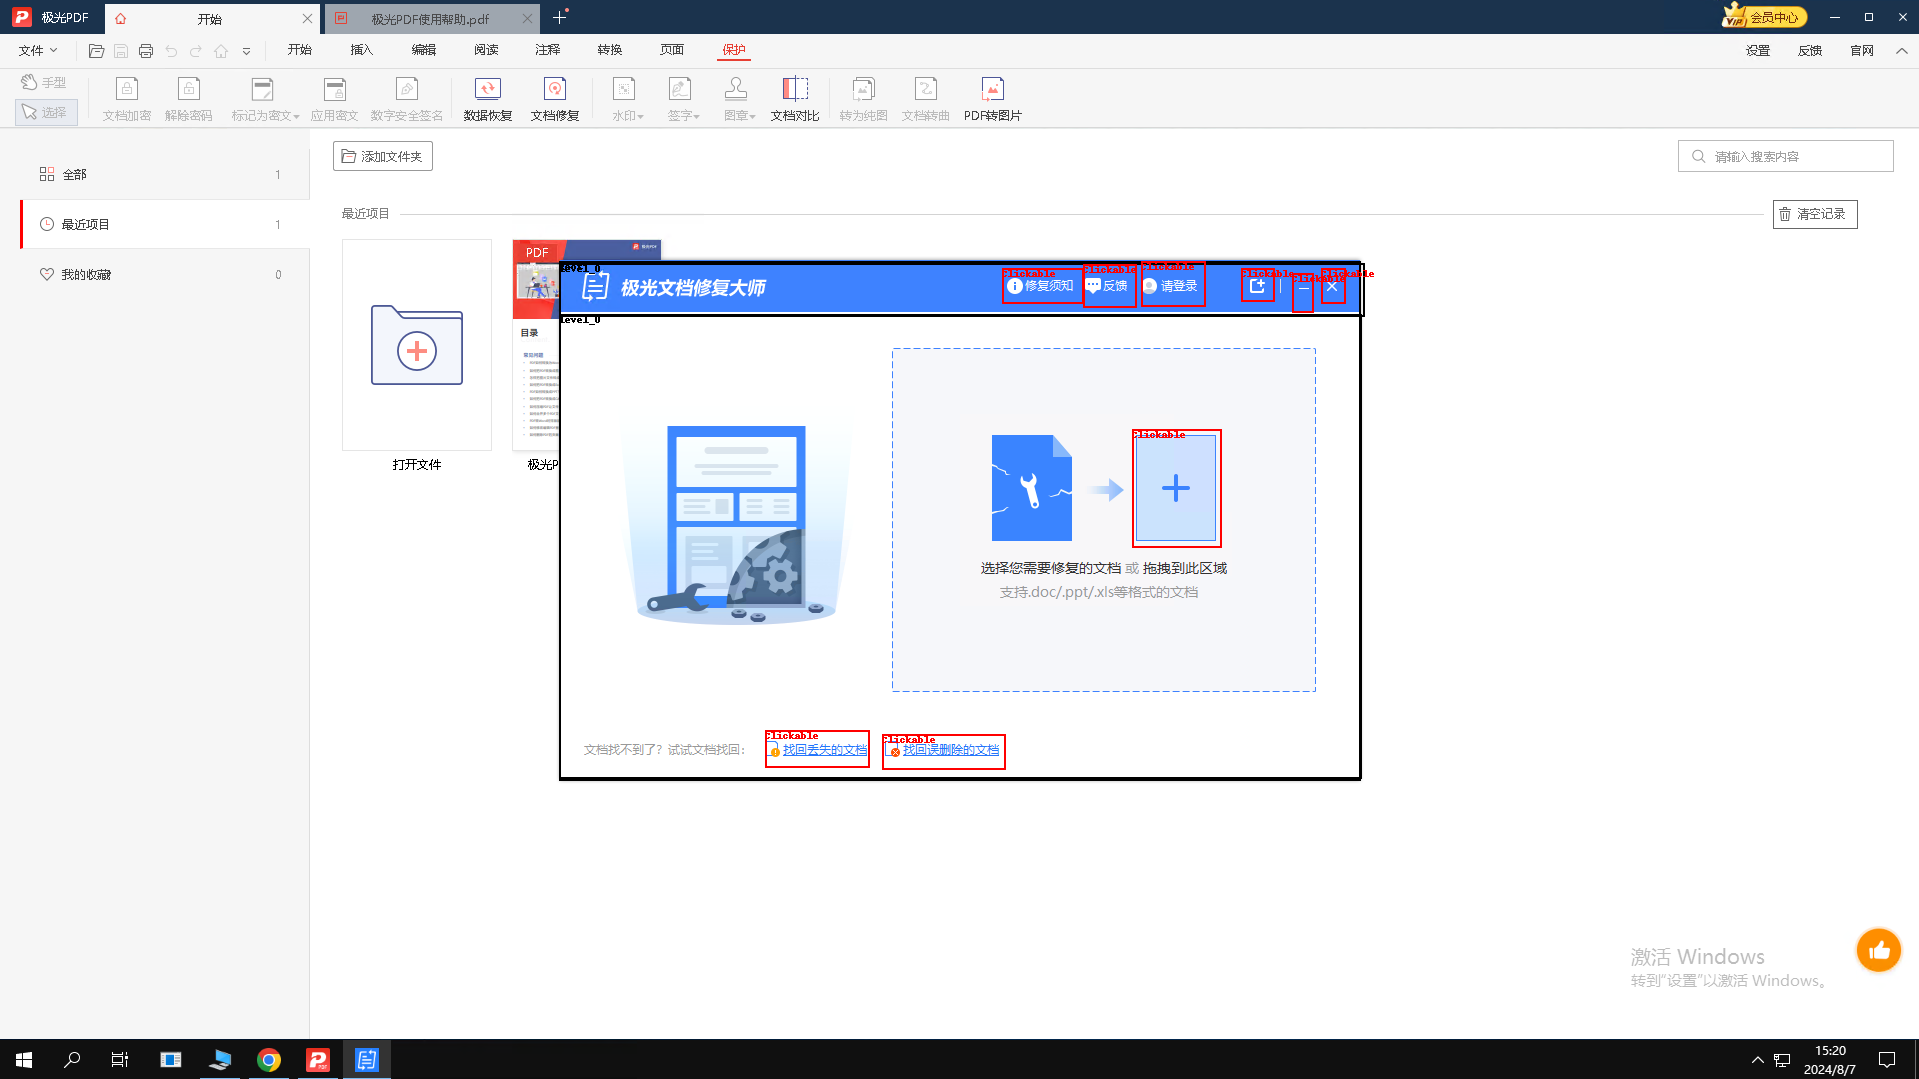 极光PDF
开始
极光PDF使用帮助.pdf
VIP 会员中心
文件
开始
插入
编辑
阅读
注释
转换
页面
保护
设置
反馈
官网
手型
选择
文档加密
解除密码
标记为密文
应用密文
数字安全签名
数据恢复
文档修复
水印
签字
图章
文档对比
转为纯图
文档转曲
PDF转图片
添加文件夹
请输入搜索内容
全部 1
最近项目 1
我的收藏 0
最近项目
清空记录
PDF
目录
常见问题
打开文件
极光P
level_0
极光文档修复大师
Clickable
修复须知
Clickable
反馈
Clickable
请登录
Clickable
Clickable
Clickable
level_0
Clickable
选择您需要修复的文档 或 拖拽到此区域
支持.doc/.ppt/.xls等格式的文档
文档找不到了？试试文档找回：
Clickable
找回丢失的文档
Clickable
找回误删除的文档
激活 Windows
转到“设置”以激活 Windows。
15:20
2024/8/7